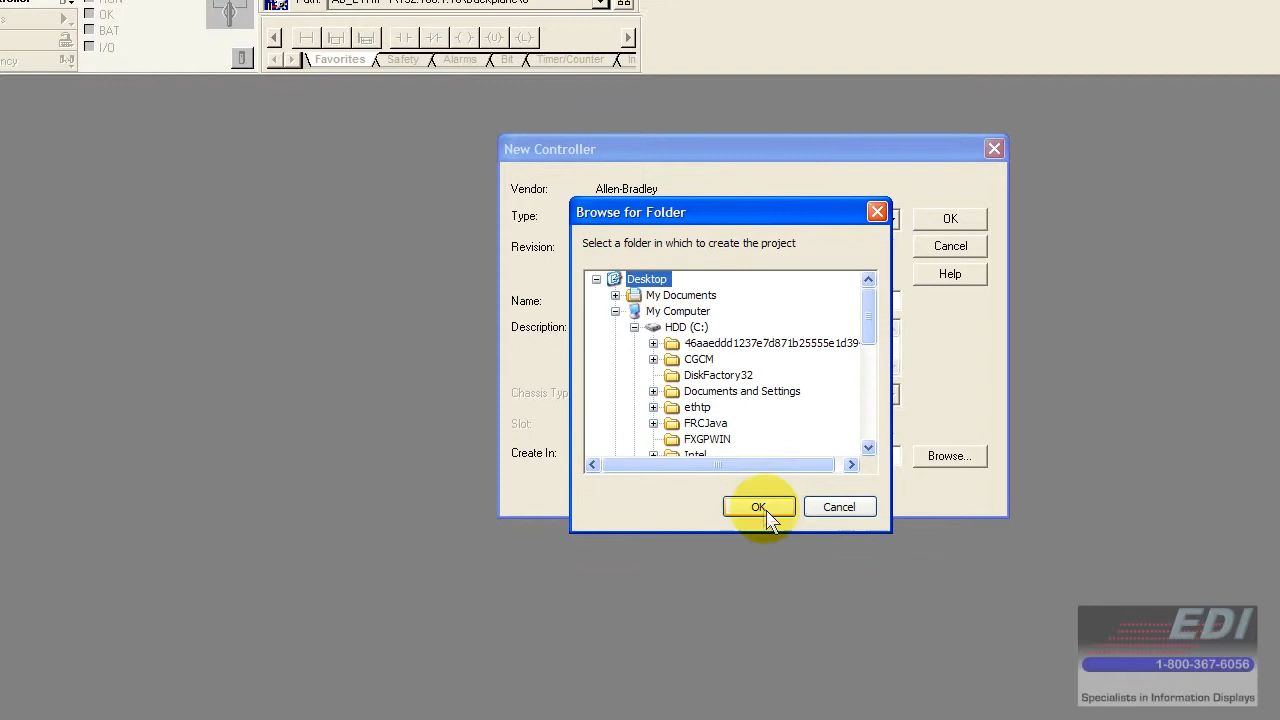 OK
BAT
I/O
Favorites
Safety
Alarms
Bit
Timer/Counter
New Controller
Vendor:
Allen-Bradley
Type:
OK
Revision:
Cancel
Help
Name:
Description:
Slot:
Create In:
Browse...
Browse for Folder
Select a folder in which to create the project
Desktop
My Documents
My Computer
HDD (C:)
46aaeddd1237e7d871b25555e1d39
CGCM
DiskFactory32
Documents and Settings
ethtp
FRCJava
FXGPWIN
Intel
OK
Cancel
EDI
1-800-367-6056
Specialists in Information Displays